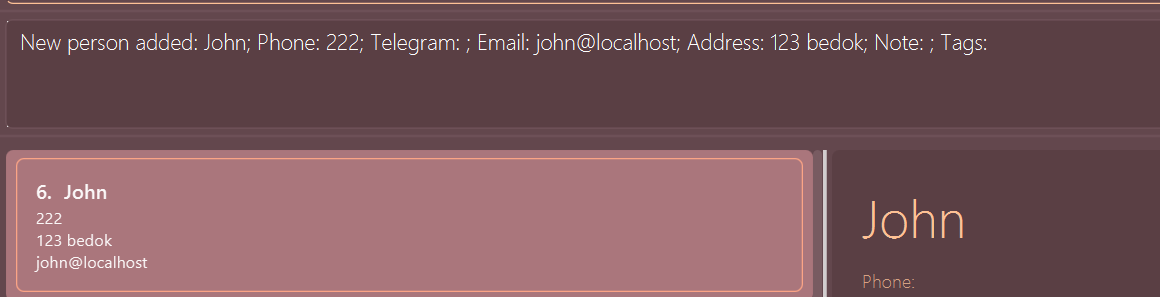 New person added: John; Phone: 222; Telegram: ; Email: john@localhost; Address: 123 bedok; Note: ; Tags:
6. John
222
123 bedok
john@localhost
John
Phone: